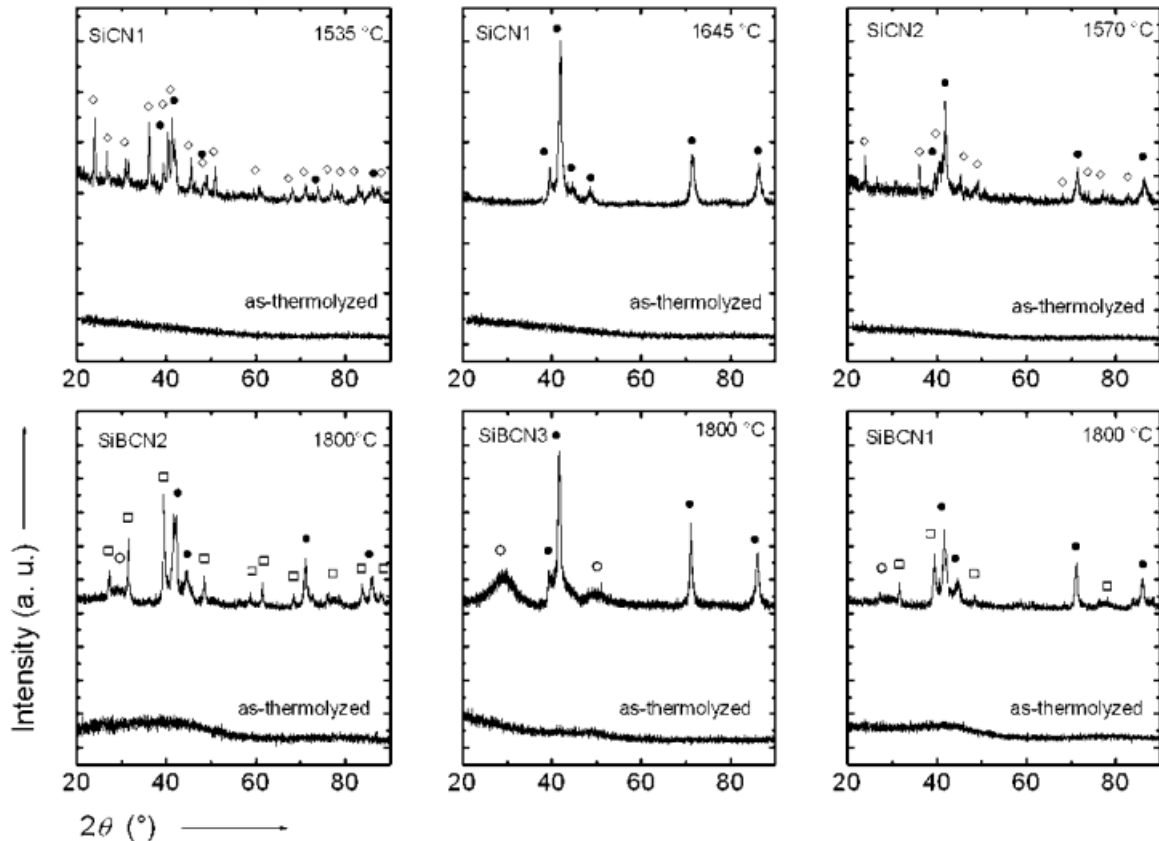 SiCN1 1535 °C
as-thermolyzed
20 40 60 80
SiCN1 1645 °C
as-thermolyzed
20 40 60 80
SiCN2 1570 °C
as-thermolyzed
20 40 60 80
SiBCN2 1800°C
as-thermolyzed
20 40 60 80
SiBCN3 1800 °C
as-thermolyzed
20 40 60 80
SiBCN1 1800 °C
as-thermolyzed
20 40 60 80
Intensity (a. u.)
2θ (°)